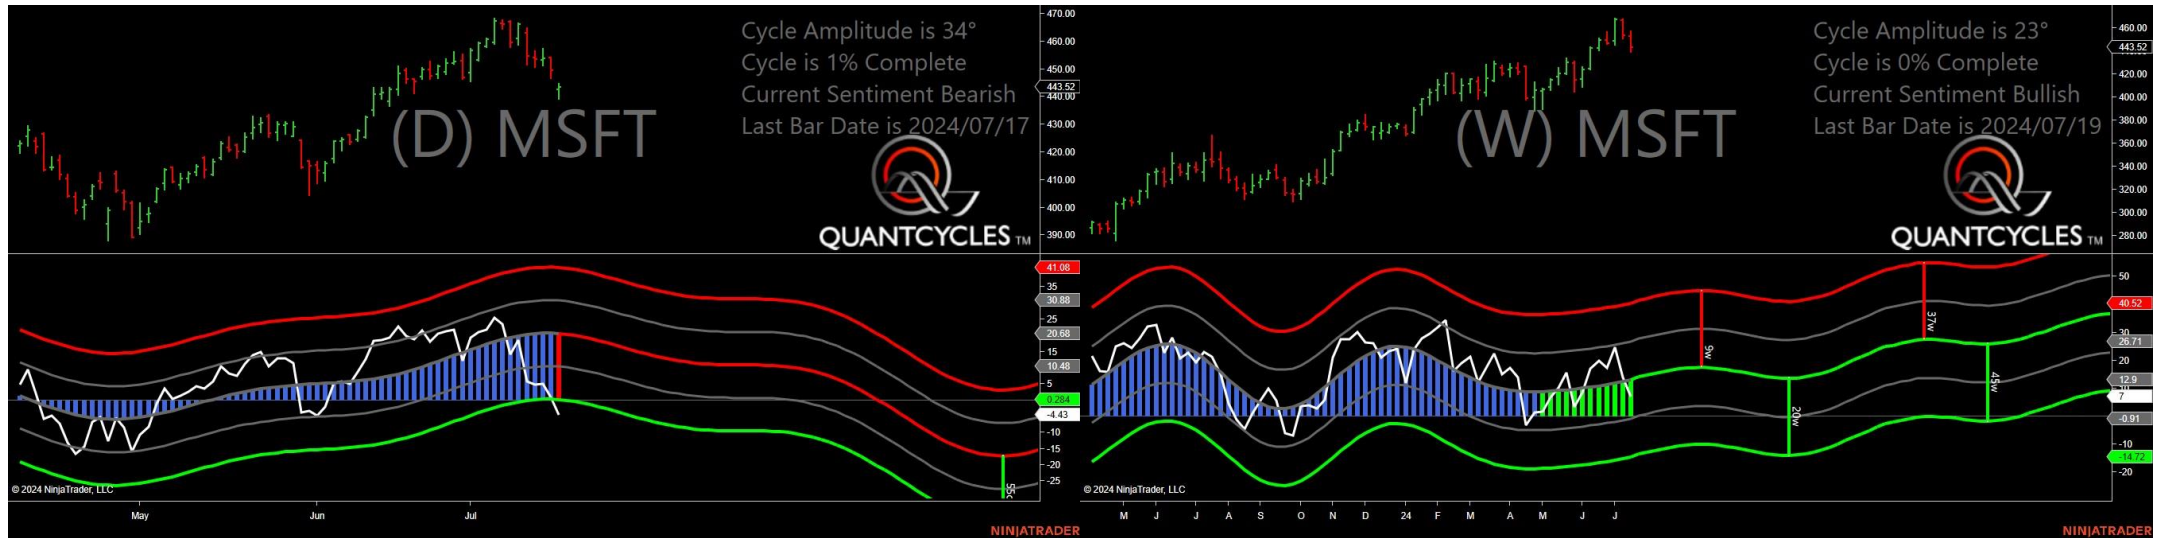 Cycle Amplitude is 34°
Cycle is 1% Complete
Current Sentiment Bearish
Last Bar Date is 2024/07/17
(D) MSFT
QUANTCYCLES TM
470.00
460.00
450.00
443.52
440.00
430.00
420.00
410.00
400.00
390.00
41.08
35
30.88
25
20.68
15
10.48
5
0.284
-4.43
-10
-15
-20
-25
© 2024 NinjaTrader, LLC
May
Jun
Jul
NINJATRADER
Cycle Amplitude is 23°
Cycle is 0% Complete
Current Sentiment Bullish
Last Bar Date is 2024/07/19
(W) MSFT
QUANTCYCLES TM
460.00
443.52
420.00
400.00
380.00
360.00
340.00
320.00
300.00
280.00
9w
20w
37w
45w
50
40.52
30
26.71
20
12.9
7
-0.91
-10
-14.72
-20
© 2024 NinjaTrader, LLC
M J J A S O N D 24 F M A M J J
NINJATRADER